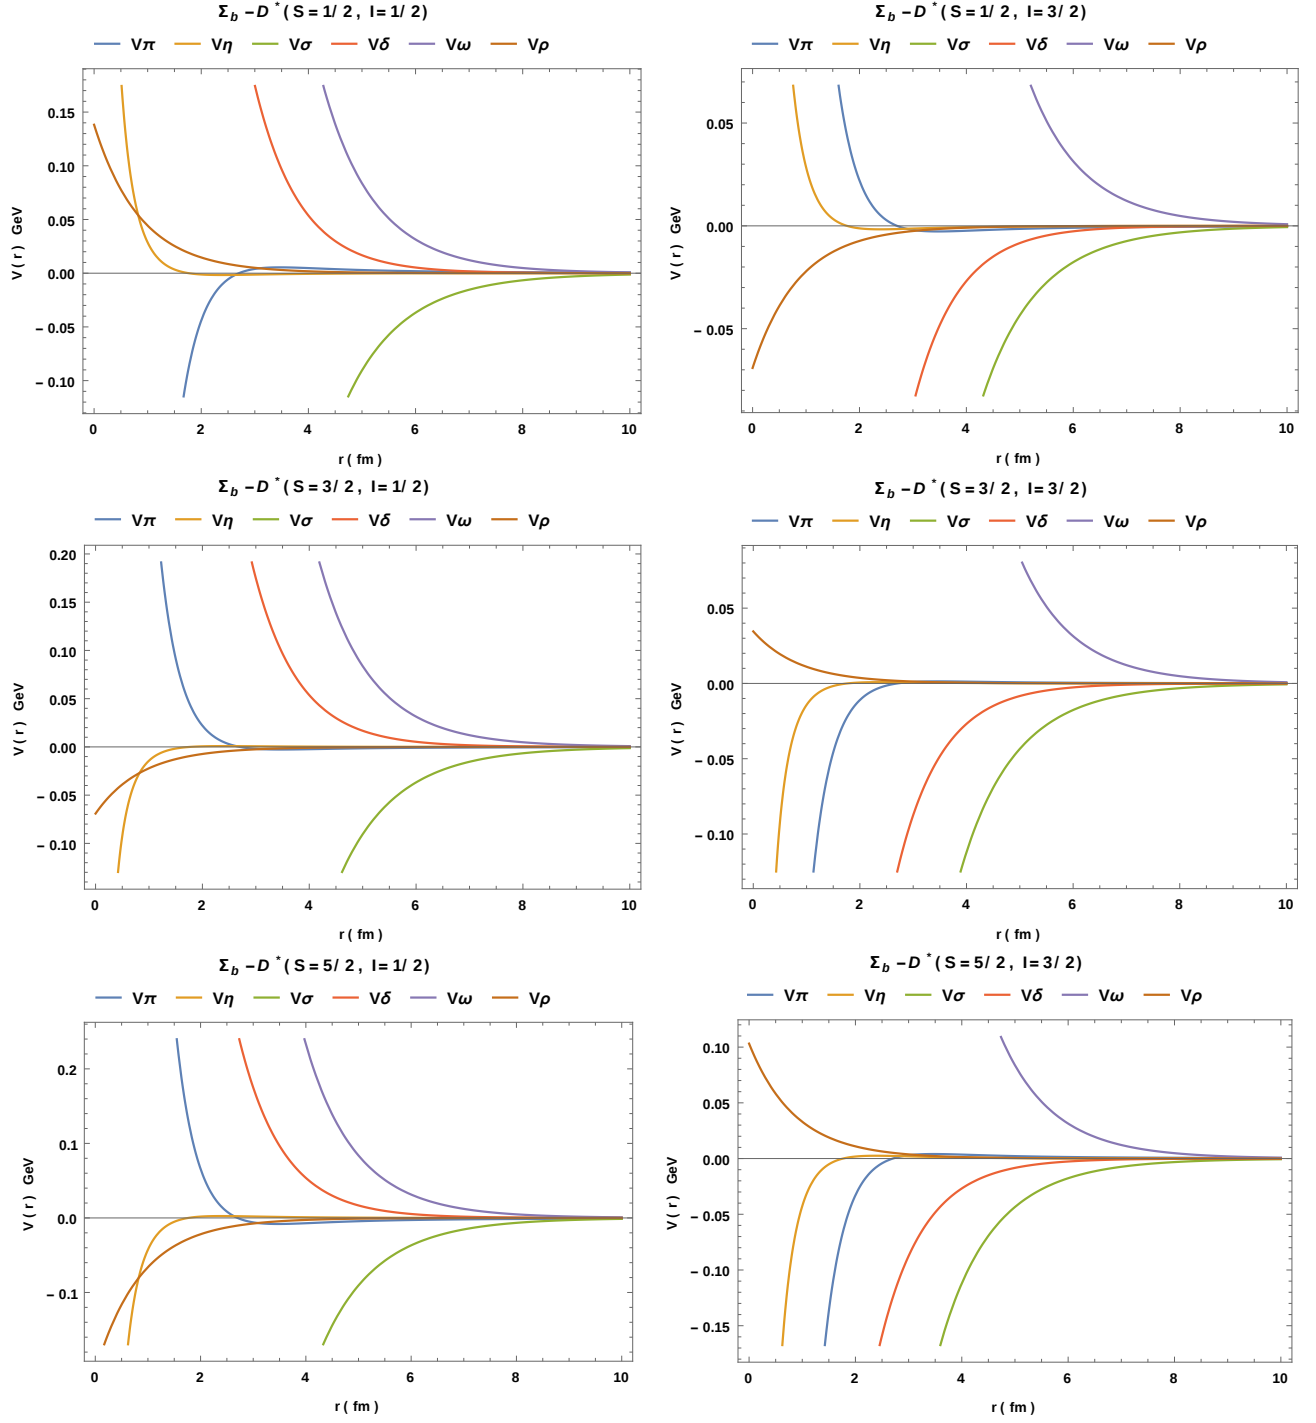 Σb – D* ( S = 1/ 2 , I = 1/ 2 )
Vπ Vη Vσ Vδ Vω Vρ
V ( r ) GeV
0.15
0.10
0.05
0.00
– 0.05
– 0.10
0 2 4 6 8 10
r ( fm )
Σb – D* ( S = 1/ 2 , I = 3/ 2 )
Vπ Vη Vσ Vδ Vω Vρ
V ( r ) GeV
0.05
0.00
– 0.05
0 2 4 6 8 10
r ( fm )
Σb – D* ( S = 3/ 2 , I = 1/ 2 )
Vπ Vη Vσ Vδ Vω Vρ
V ( r ) GeV
0.20
0.15
0.10
0.05
0.00
– 0.05
– 0.10
0 2 4 6 8 10
r ( fm )
Σb – D* ( S = 3/ 2 , I = 3/ 2 )
Vπ Vη Vσ Vδ Vω Vρ
V ( r ) GeV
0.05
0.00
– 0.05
– 0.10
0 2 4 6 8 10
r ( fm )
Σb – D* ( S = 5/ 2 , I = 1/ 2 )
Vπ Vη Vσ Vδ Vω Vρ
V ( r ) GeV
0.2
0.1
0.0
– 0.1
0 2 4 6 8 10
r ( fm )
Σb – D* ( S = 5/ 2 , I = 3/ 2 )
Vπ Vη Vσ Vδ Vω Vρ
V ( r ) GeV
0.10
0.05
0.00
– 0.05
– 0.10
– 0.15
0 2 4 6 8 10
r ( fm )